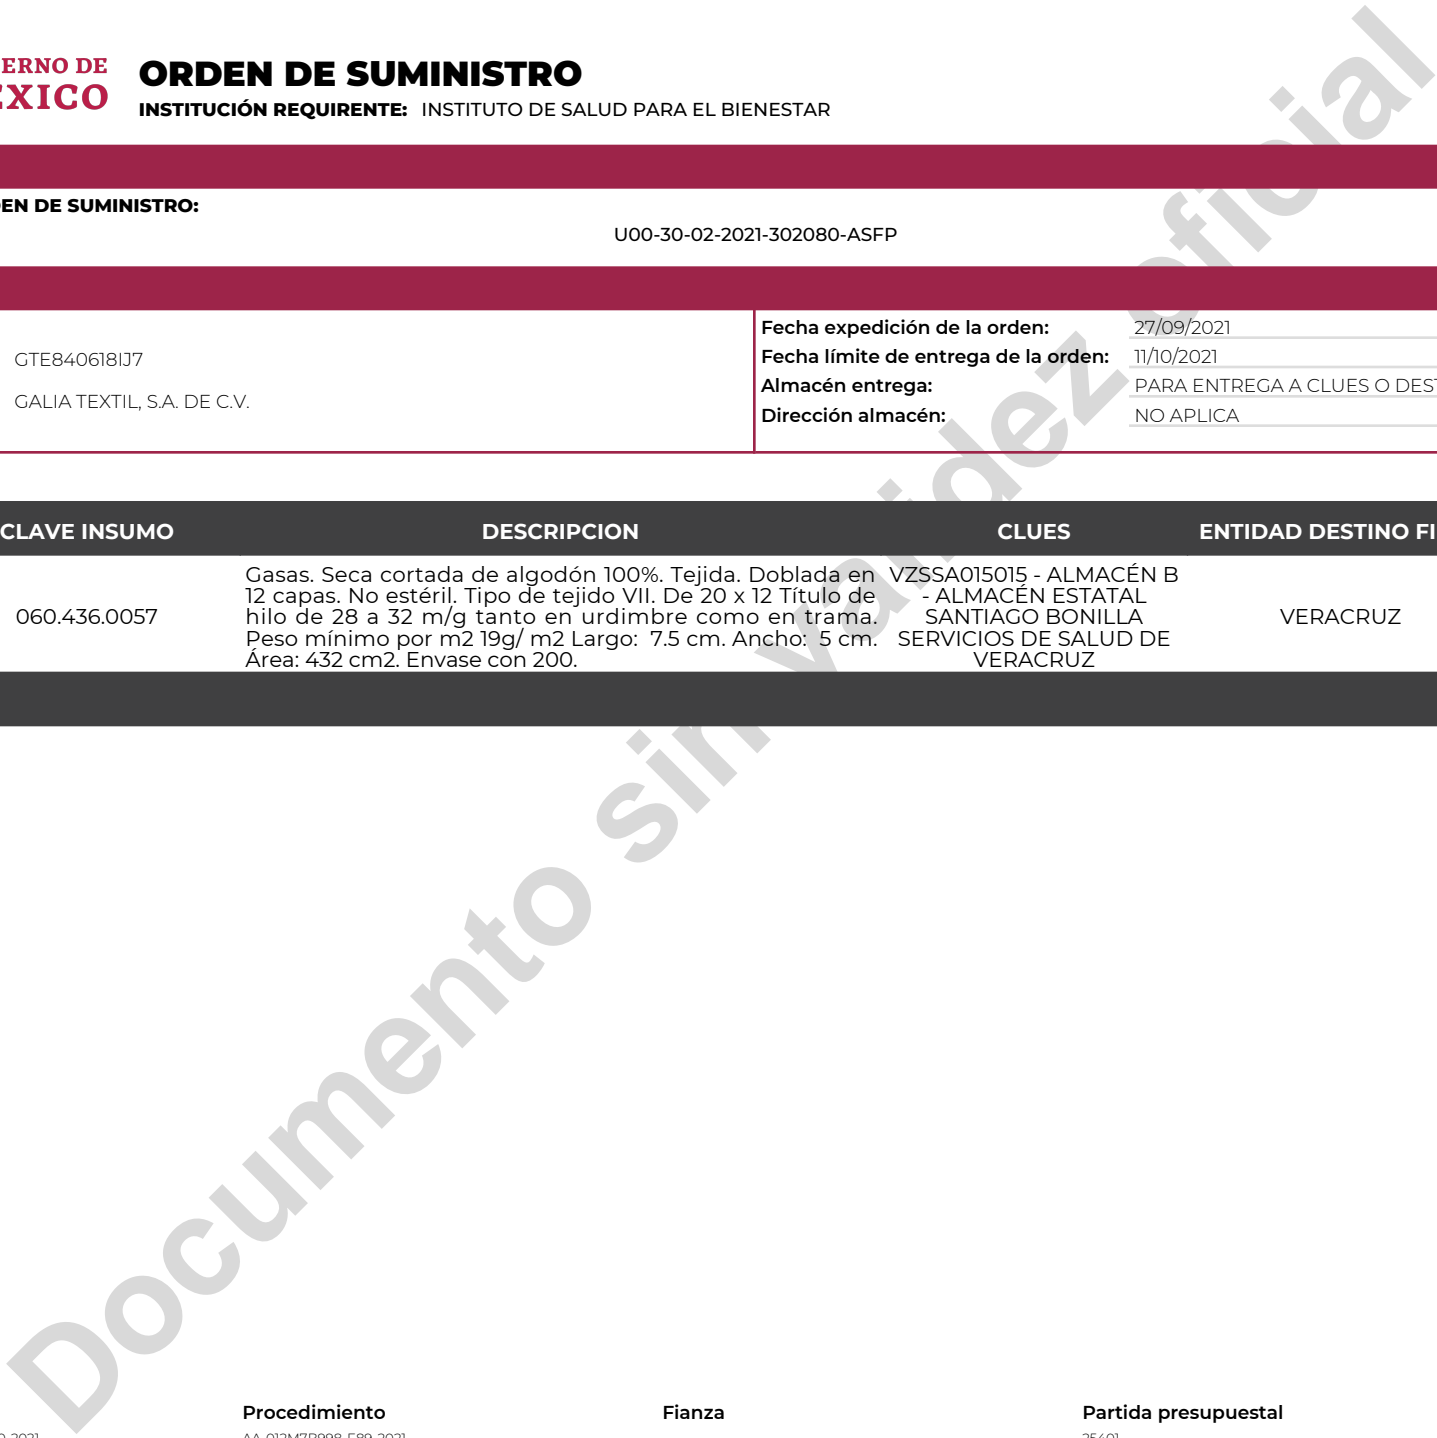 ERNO DE
ORDEN DE SUMINISTRO
INSTITUCIÓN REQUIRENTE: INSTITUTO DE SALUD PARA EL BIENESTAR
EN DE SUMINISTRO:
U00-30-02-2021-302080-ASFP
GTE840618IJ7
GALIA TEXTIL, S.A. DE C.V.
Fecha expedición de la orden: 27/09/2021
Fecha límite de entrega de la orden: 11/10/2021
Almacén entrega: PARA ENTREGA A CLUES O DEST
Dirección almacén: NO APLICA
CLAVE INSUMO DESCRIPCION CLUES ENTIDAD DESTINO FI
060.436.0057
Gasas. Seca cortada de algodón 100%. Tejida. Doblada en
12 capas. No estéril. Tipo de tejido VII. De 20 x 12 Título de
hilo de 28 a 32 m/g tanto en urdimbre como en trama.
Peso mínimo por m2 19g/ m2 Largo: 7.5 cm. Ancho: 5 cm.
Área: 432 cm2. Envase con 200.
VZSSA015015 - ALMACÉN B
- ALMACÉN ESTATAL
SANTIAGO BONILLA
SERVICIOS DE SALUD DE
VERACRUZ
VERACRUZ
Documento sin validez oficial
Procedimiento Fianza Partida presupuestal